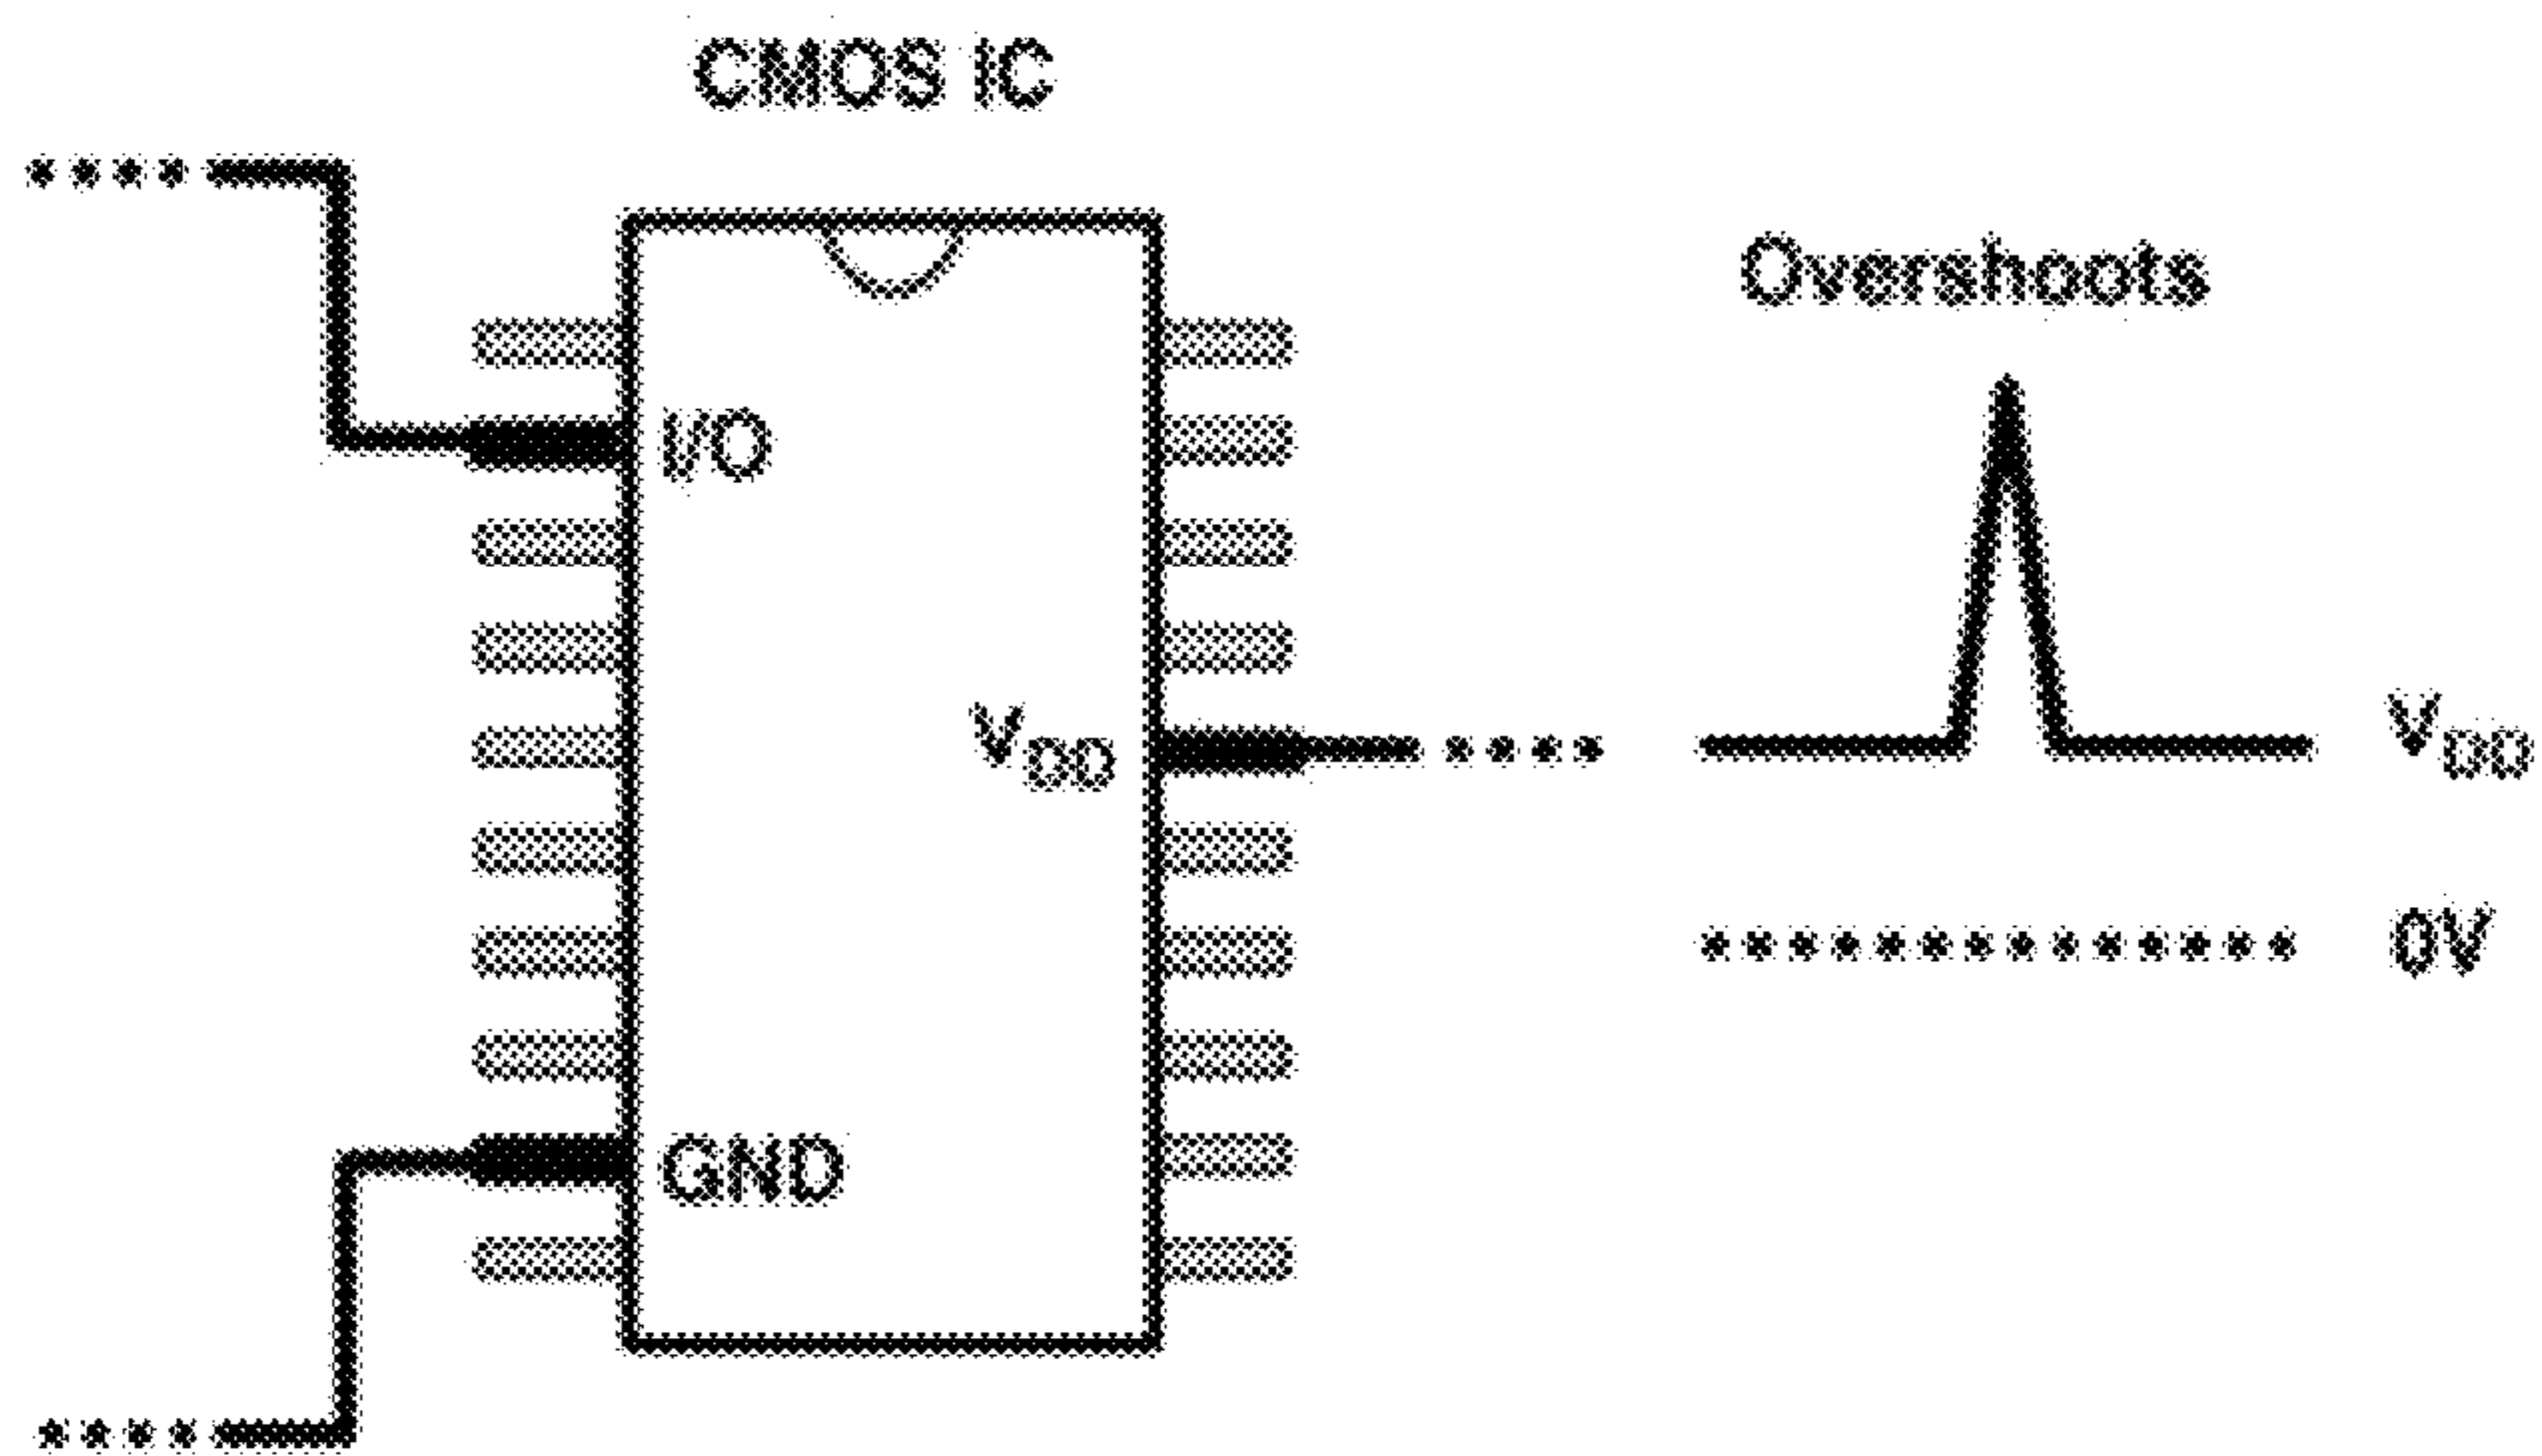 CMOS IC
Overshoots
I/O
VDD
VDD
0V
GND